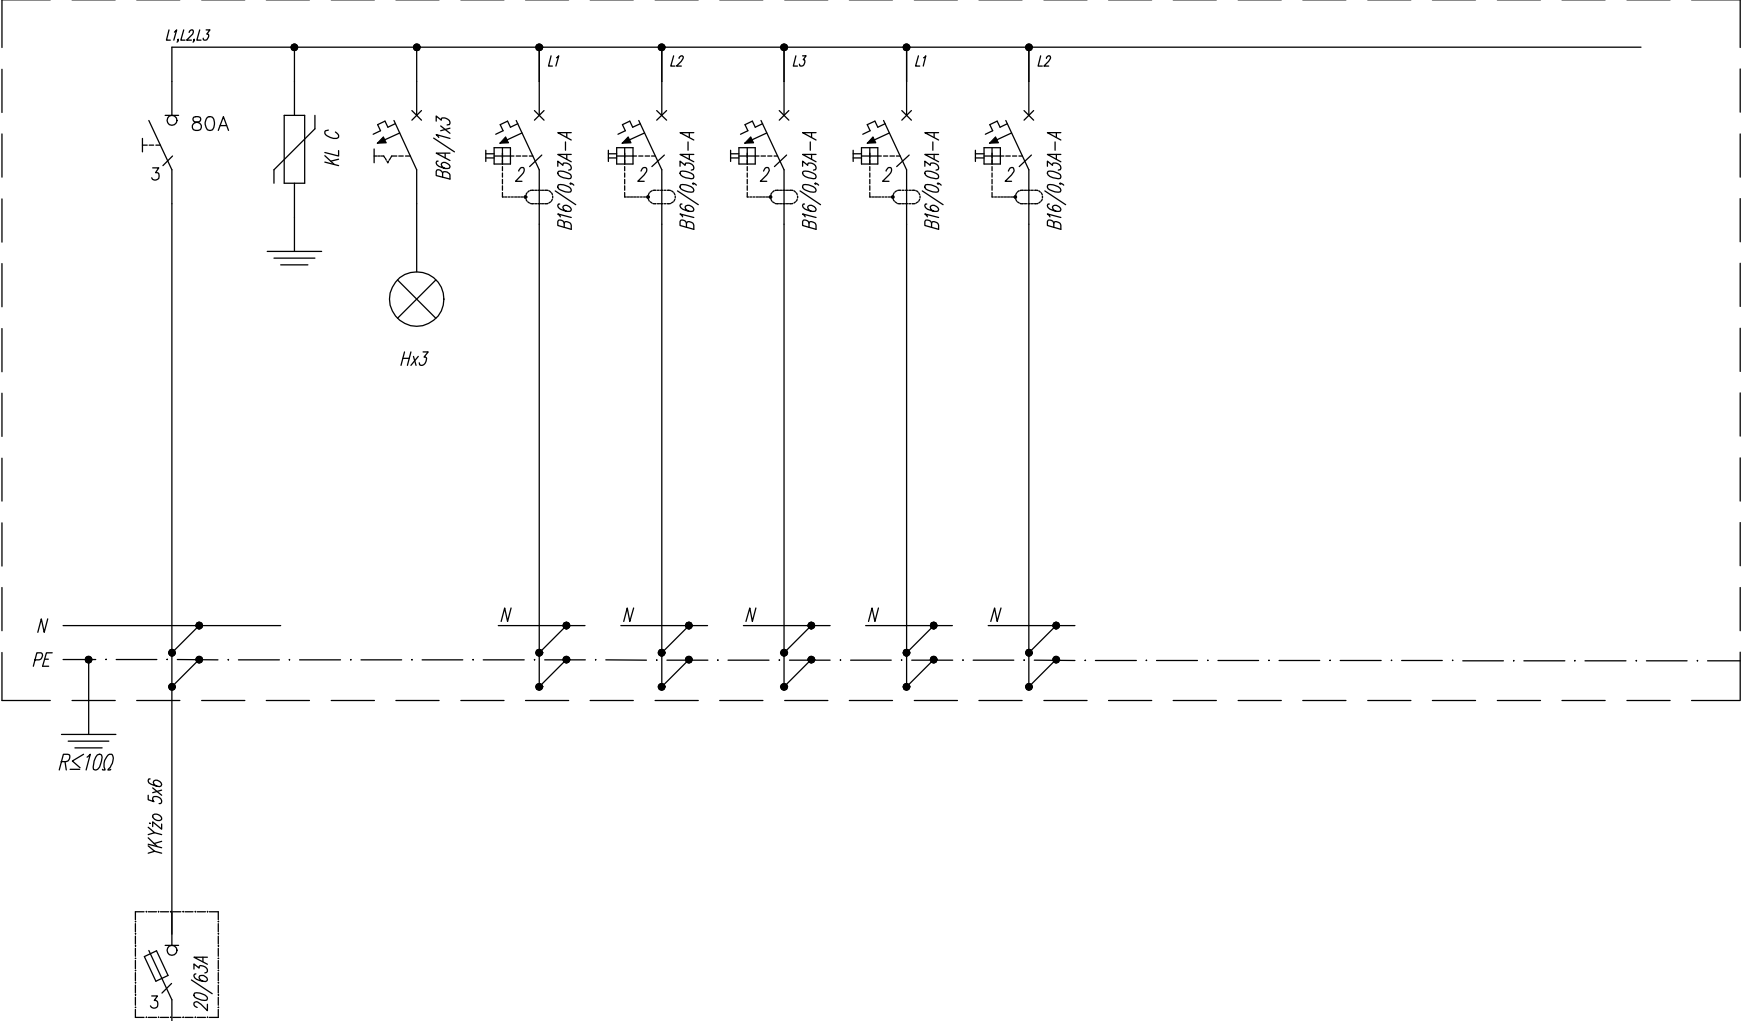 L1,L2,L3
L1
L2
L3
L1
L2
80A
3
KL C
B6A/1x3
2
B16/0,03A-A
2
B16/0,03A-A
2
B16/0,03A-A
2
B16/0,03A-A
2
B16/0,03A-A
Hx3
N
N
N
N
N
N
PE
R≤10Ω
YKYżo 5x6
3
20/63A